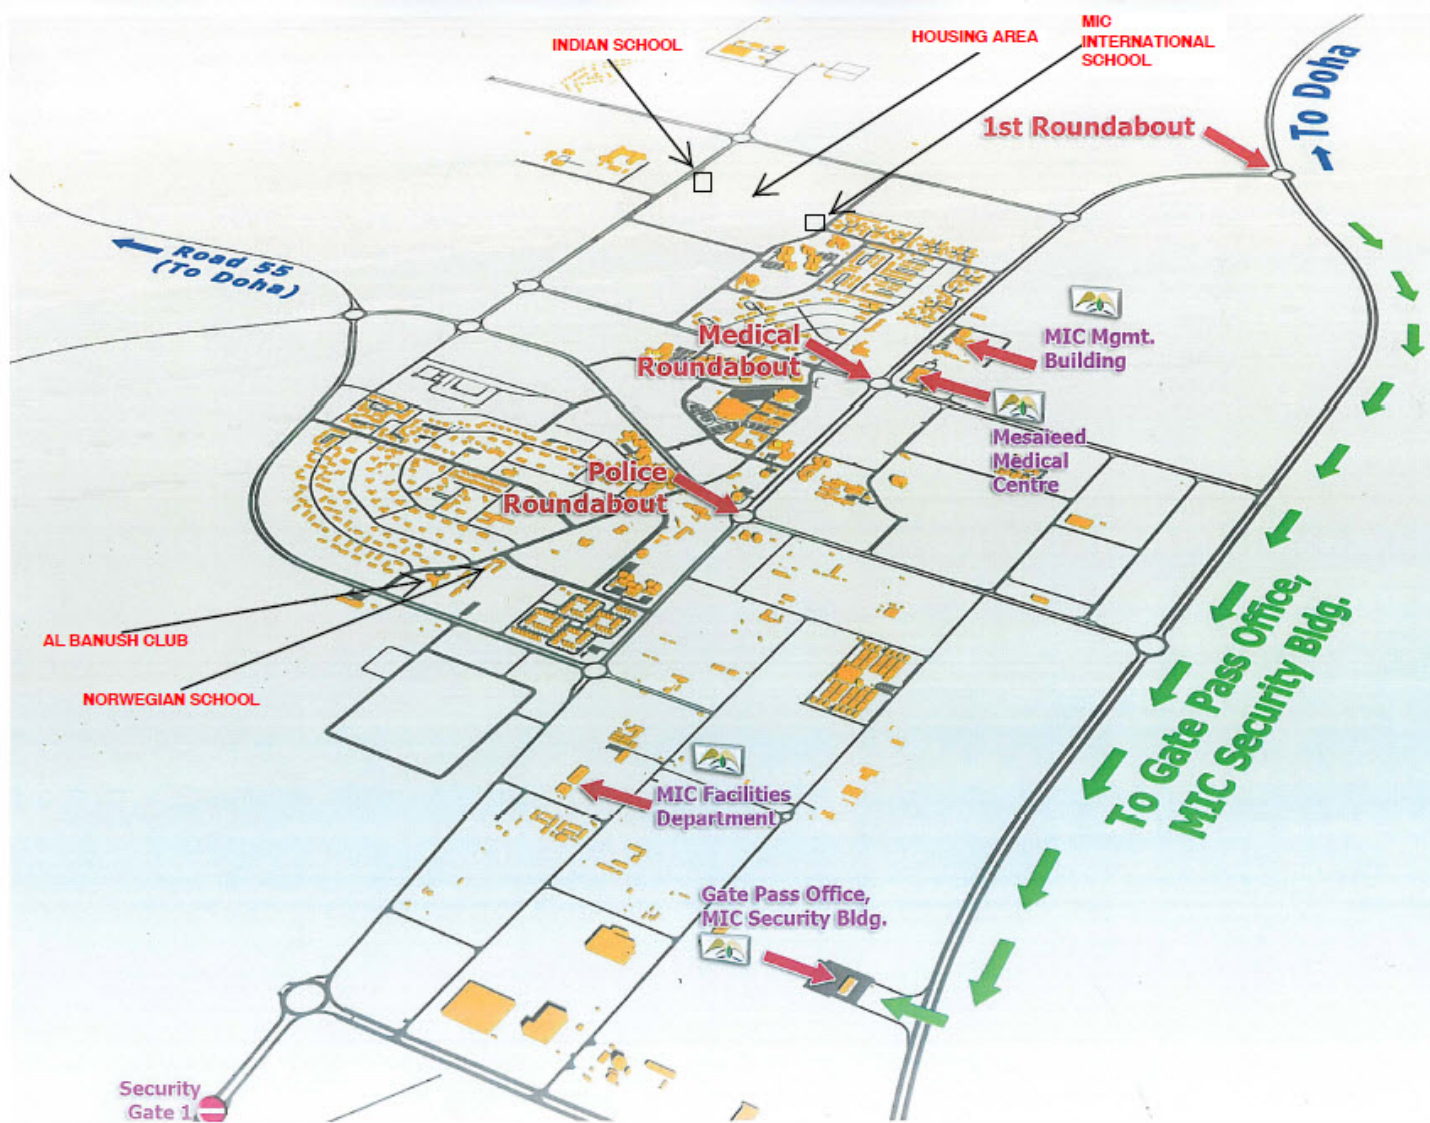 INDIAN SCHOOL
HOUSING AREA
MIC
INTERNATIONAL
SCHOOL
1st Roundabout
To Doha
Road 55
(To Doha)
Medical
Roundabout
MIC Mgmt.
Building
Mesaieed
Medical
Centre
Police
Roundabout
AL BANUSH CLUB
NORWEGIAN SCHOOL
To Gate Pass Office,
MIC Security Bldg.
MIC Facilities
Department
Gate Pass Office,
MIC Security Bldg.
Security
Gate 1